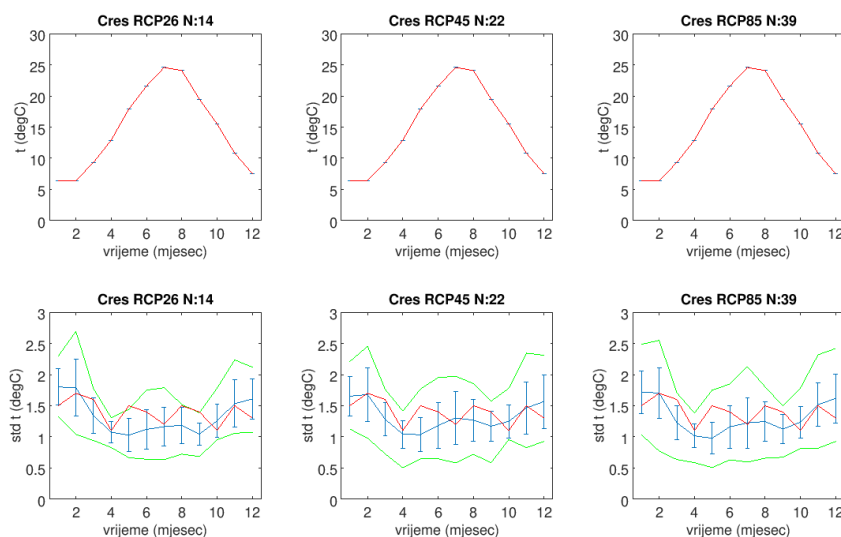 Cres RCP26 N:14
30
25
20
15
10
5
0
t (degC)
2 4 6 8 10 12
vrijeme (mjesec)
Cres RCP45 N:22
30
25
20
15
10
5
0
t (degC)
2 4 6 8 10 12
vrijeme (mjesec)
Cres RCP85 N:39
30
25
20
15
10
5
0
t (degC)
2 4 6 8 10 12
vrijeme (mjesec)
Cres RCP26 N:14
3
2.5
2
1.5
1
0.5
0
std t (degC)
2 4 6 8 10 12
vrijeme (mjesec)
Cres RCP45 N:22
3
2.5
2
1.5
1
0.5
0
std t (degC)
2 4 6 8 10 12
vrijeme (mjesec)
Cres RCP85 N:39
3
2.5
2
1.5
1
0.5
0
std t (degC)
2 4 6 8 10 12
vrijeme (mjesec)